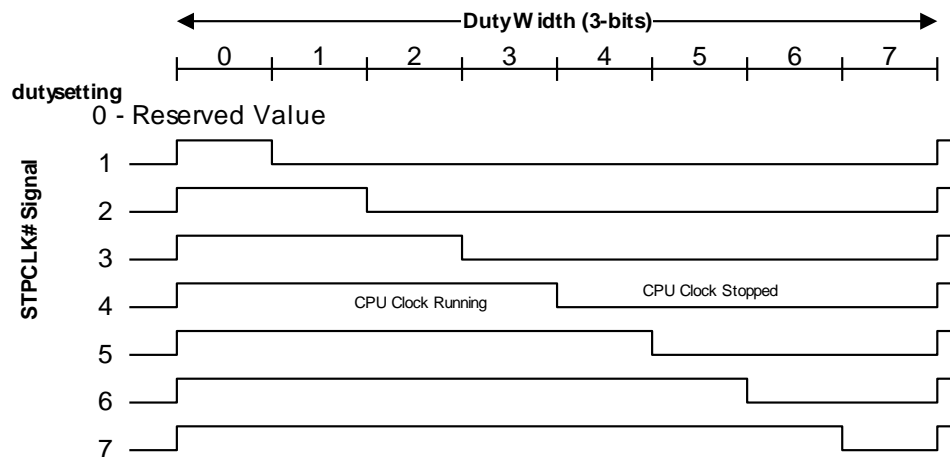 DutyWidth (3-bits)
0 1 2 3 4 5 6 7
dutysetting
0 - Reserved Value
STPCLK# Signal
1
2
3
4
CPU Clock Running
CPU Clock Stopped
5
6
7